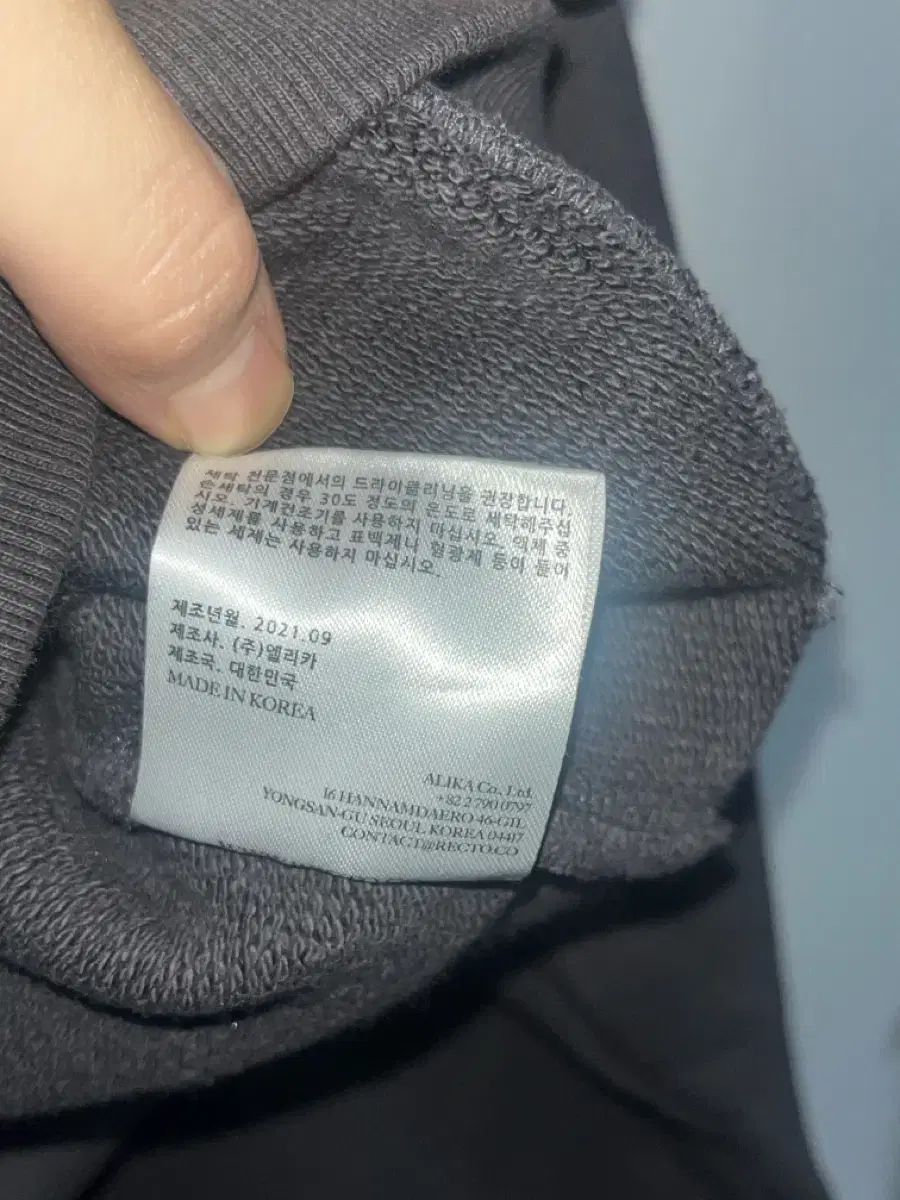 세탁 전문점에서의 드라이클리닝을 권장합니다.
손세탁의 경우 30도 정도의 온도로 세탁해주십
시오. 기계건조기를 사용하지 마십시오. 액체 중
성세제를 사용하고 표백제나 형광제 등이 들어
있는 세제는 사용하지 마십시오.
제조년월. 2021.09
제조사. (주)엘리카
제조국. 대한민국
MADE IN KOREA
ALIKA Co., Ltd.
+82 2 790 0797
16 HANNAMDAERO 46-GIL
YONGSAN-GU SEOUL KOREA 04417
CONTACT@RECTO.CO